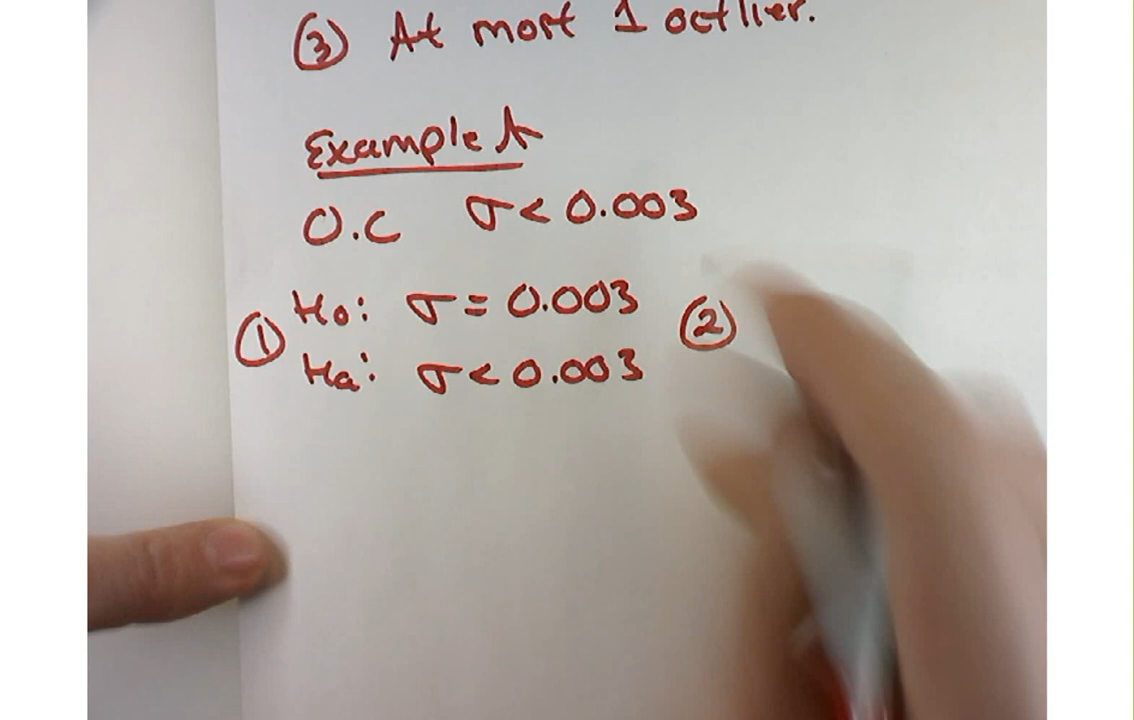 ③ At most 1 outlier.
Example A
O.C σ < 0.003
① Ho: σ = 0.003 ②
Ha: σ < 0.003